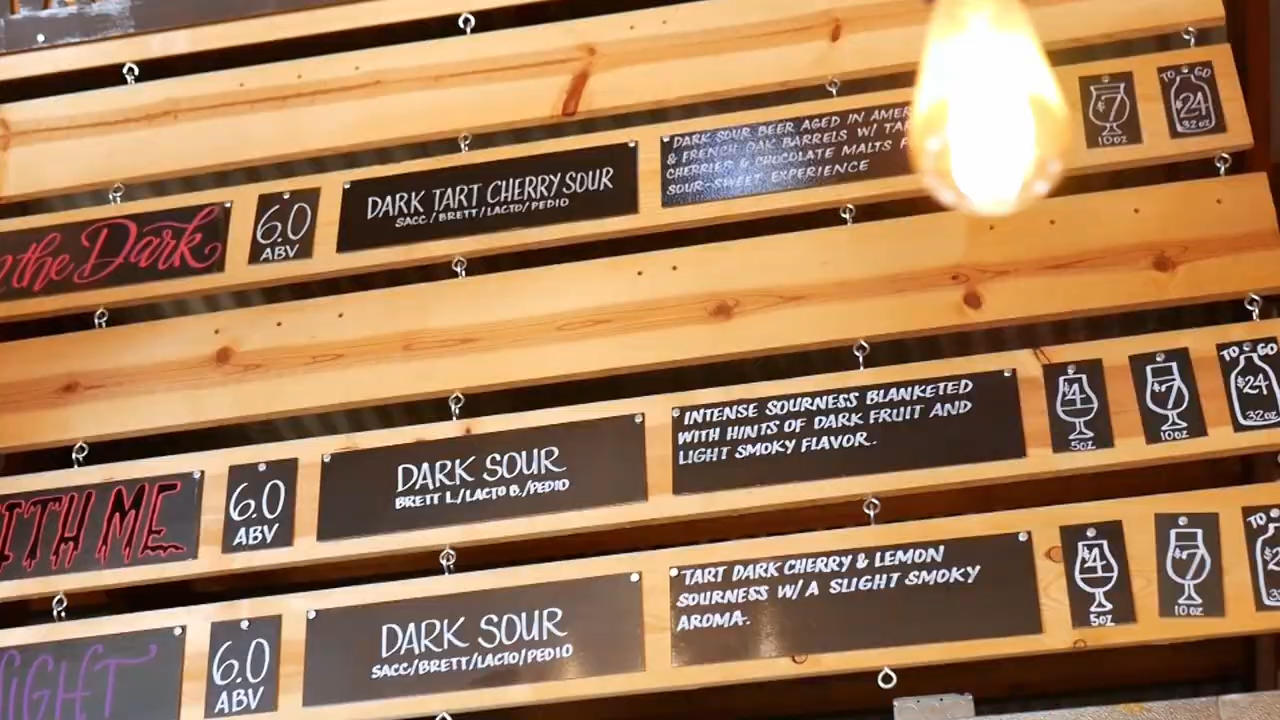 the Dark
6.0
ABV
DARK TART CHERRY SOUR
SACC/BRETT/LACTO/PEDIO
DARK SOUR BEER AGED IN
& FRENCH OAK BARRELS W/
CHERRIES & CHOCOLATE MALTS
SOUR-SWEET EXPERIENCE
$7
10oz
TO GO
$24
32oz
WITH ME
6.0
ABV
DARK SOUR
BRETT L./LACTO B./PEDIO
INTENSE SOURNESS BLANKETED
WITH HINTS OF DARK FRUIT AND
LIGHT SMOKY FLAVOR.
$4
5oz
$7
10oz
TO GO
$24
32oz
6.0
ABV
DARK SOUR
SACC/BRETT/LACTO/PEDIO
TART DARK CHERRY & LEMON
SOURNESS W/A SLIGHT SMOKY
AROMA.
$4
5oz
$7
10oz
TO